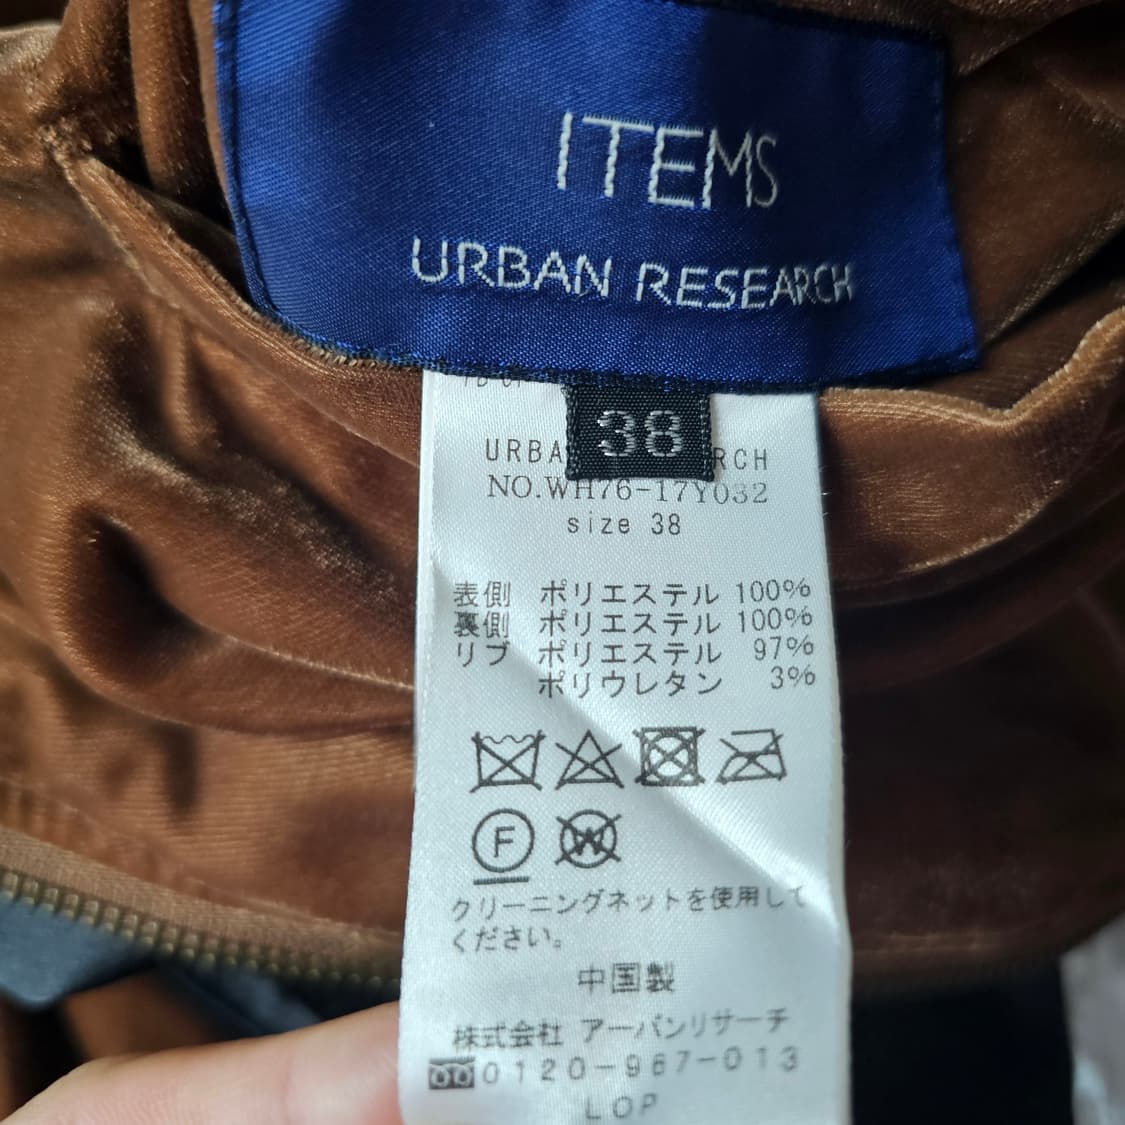 ITEMS
URBAN RESEARCH
38
URBA RCH
NO.WH76-17Y032
size 38
表側 ポリエステル 100%
裏側 ポリエステル 100%
リブ ポリエステル 97%
ポリウレタン 3%
F
W
クリーニングネットを使用して
ください。
中国製
株式会社 アーバンリサーチ
0120-967-013
LOP